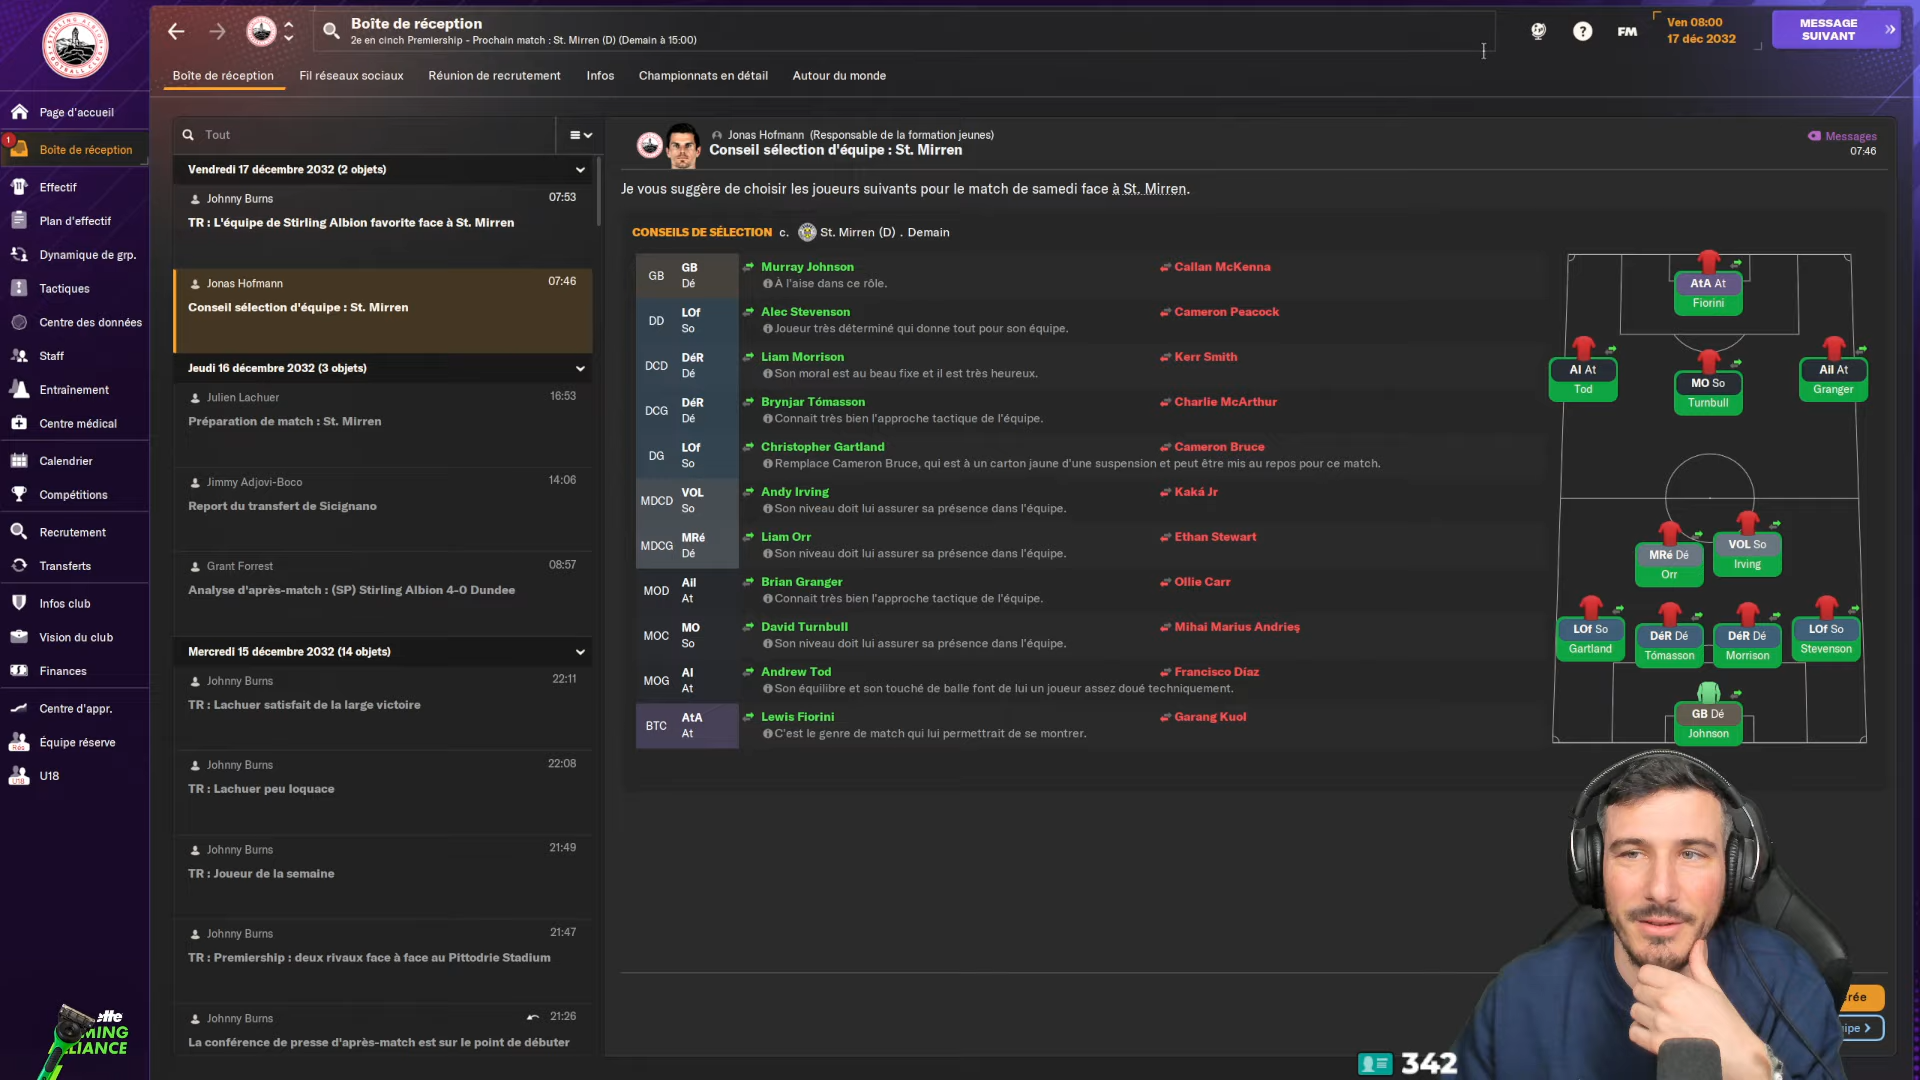 Boîte de réception
2e en cinch Premiership - Prochain match : St. Mirren (D) (Demain à 15:00)
FM
Ven 08:00
17 déc 2032
MESSAGE
SUIVANT
Boîte de réception
Fil réseaux sociaux
Réunion de recrutement
Infos
Championnats en détail
Autour du monde
Page d'accueil
1
Boîte de réception
Effectif
Plan d'effectif
Dynamique de grp.
Tactiques
Centre des données
Staff
Entraînement
Centre médical
Calendrier
Compétitions
Recrutement
Transferts
Infos club
Vision du club
Finances
Centre d'appr.
Équipe réserve
U18
Tout
Vendredi 17 décembre 2032 (2 objets)
Johnny Burns 07:53
TR : L'équipe de Stirling Albion favorite face à St. Mirren
Jonas Hofmann 07:46
Conseil sélection d'équipe : St. Mirren
Jeudi 16 décembre 2032 (3 objets)
Julien Lachuer 16:53
Préparation de match : St. Mirren
Jimmy Adjovi-Boco 14:06
Report du transfert de Sicignano
Grant Forrest 08:57
Analyse d'après-match : (SP) Stirling Albion 4-0 Dundee
Mercredi 15 décembre 2032 (14 objets)
Johnny Burns 22:11
TR : Lachuer satisfait de la large victoire
Johnny Burns 22:08
TR : Lachuer peu loquace
Johnny Burns 21:49
TR : Joueur de la semaine
Johnny Burns 21:47
TR : Premiership : deux rivaux face à face au Pittodrie Stadium
Johnny Burns 21:26
La conférence de presse d'après-match est sur le point de débuter
Jonas Hofmann (Responsable de la formation jeunes)
Conseil sélection d'équipe : St. Mirren
Messages
07:46
Je vous suggère de choisir les joueurs suivants pour le match de samedi face à St. Mirren.
CONSEILS DE SÉLECTION c. St. Mirren (D) . Demain
GB GB Dé Murray Johnson Callan McKenna
À l'aise dans ce rôle.
DD LOf So Alec Stevenson Cameron Peacock
Joueur très déterminé qui donne tout pour son équipe.
DCD DéR Dé Liam Morrison Kerr Smith
Son moral est au beau fixe et il est très heureux.
DCG DéR Dé Brynjar Tómasson Charlie McArthur
Connait très bien l'approche tactique de l'équipe.
DG LOf So Christopher Gartland Cameron Bruce
Remplace Cameron Bruce, qui est à un carton jaune d'une suspension et peut être mis au repos pour ce match.
MDCD VOL So Andy Irving Kaká Jr
Son niveau doit lui assurer sa présence dans l'équipe.
MDCG MRé Dé Liam Orr Ethan Stewart
Son niveau doit lui assurer sa présence dans l'équipe.
MOD Ail At Brian Granger Ollie Carr
Connait très bien l'approche tactique de l'équipe.
MOC MO So David Turnbull Mihai Marius Andrieș
Son niveau doit lui assurer sa présence dans l'équipe.
MOG AI At Andrew Tod Francisco Díaz
Son équilibre et son touché de balle font de lui un joueur assez doué techniquement.
BTC AtA At Lewis Fiorini Garang Kuol
C'est le genre de match qui lui permettrait de se montrer.
AtA At
Fiorini
AI At
Tod
MO So
Turnbull
Ail At
Granger
MRé Dé
Orr
VOL So
Irving
LOf So
Gartland
DéR Dé
Tómasson
DéR Dé
Morrison
LOf So
Stevenson
GB Dé
Johnson
342